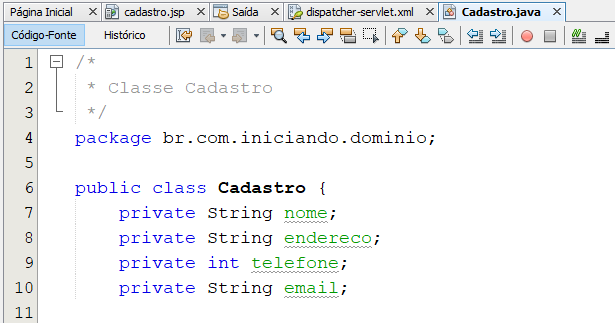 Página Inicial cadastro.jsp Saída dispatcher-servlet.xml Cadastro.java
Código-Fonte Histórico
1 /*
2 * Classe Cadastro
3 */
4 package br.com.iniciando.dominio;
5
6 public class Cadastro {
7 private String nome;
8 private String endereco;
9 private int telefone;
10 private String email;
11